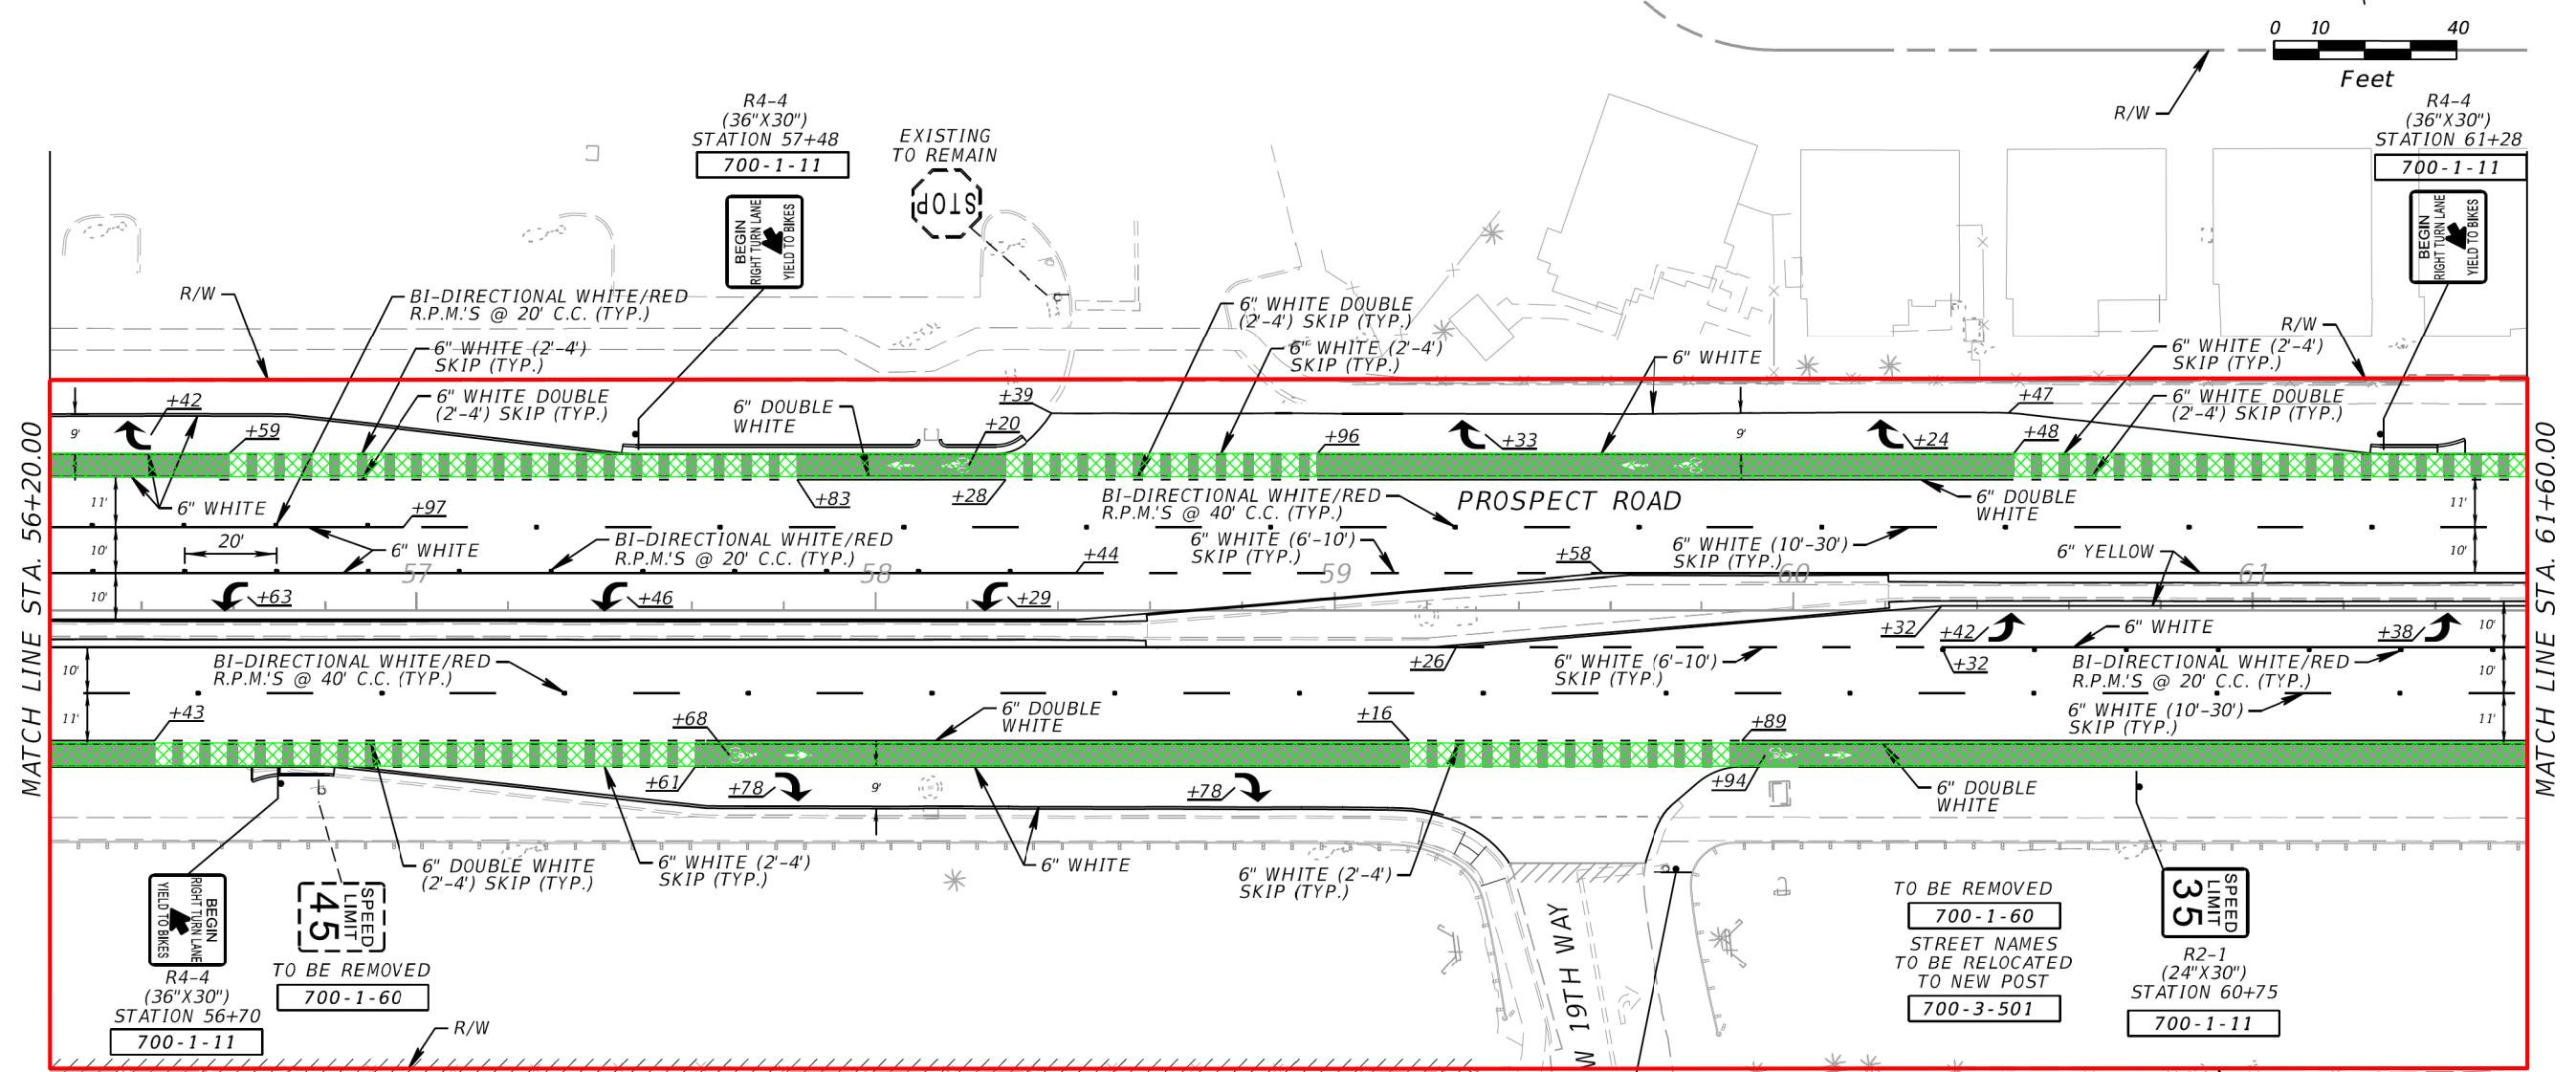 0 10 40
Feet
R/W
R4-4
(36"X30")
STATION 57+48
700-1-11
BEGIN
RIGHT TURN LANE
YIELD TO BIKES
EXISTING
TO REMAIN
STOP
R4-4
(36"X30")
STATION 61+28
700-1-11
BEGIN
RIGHT TURN LANE
YIELD TO BIKES
R/W
BI-DIRECTIONAL WHITE/RED
R.P.M.'S @ 20' C.C. (TYP.)
6" WHITE (2'-4')
SKIP (TYP.)
6" WHITE DOUBLE
(2'-4') SKIP (TYP.)
6" DOUBLE
WHITE
6" WHITE DOUBLE
(2'-4') SKIP (TYP.)
6" WHITE (2'-4')
SKIP (TYP.)
6" WHITE
R/W
6" WHITE (2'-4')
SKIP (TYP.)
6" WHITE DOUBLE
(2'-4') SKIP (TYP.)
MATCH LINE STA. 56+20.00
MATCH LINE STA. 61+60.00
+42
+39
+47
9'
+59
+20
+96
+33
9'
+24
+48
11'
6" WHITE
+97
+83
+28
BI-DIRECTIONAL WHITE/RED
R.P.M.'S @ 40' C.C. (TYP.)
PROSPECT ROAD
6" DOUBLE
WHITE
11'
10'
20'
6" WHITE
BI-DIRECTIONAL WHITE/RED
R.P.M.'S @ 20' C.C. (TYP.)
+44
6" WHITE (6'-10')
SKIP (TYP.)
+58
6" WHITE (10'-30')
SKIP (TYP.)
6" YELLOW
10'
57
58
59
60
61
10'
+63
+46
+29
+32
+42
6" WHITE
+38
10'
10'
BI-DIRECTIONAL WHITE/RED
R.P.M.'S @ 40' C.C. (TYP.)
+26
6" WHITE (6'-10')
SKIP (TYP.)
+32
BI-DIRECTIONAL WHITE/RED
R.P.M.'S @ 20' C.C. (TYP.)
10'
11'
+43
+68
6" DOUBLE
WHITE
+16
+89
6" WHITE (10'-30')
SKIP (TYP.)
11'
+61
+78
9'
+78
+94
6" DOUBLE
WHITE
6" DOUBLE WHITE
(2'-4') SKIP (TYP.)
6" WHITE (2'-4')
SKIP (TYP.)
6" WHITE
6" WHITE (2'-4')
SKIP (TYP.)
BEGIN
RIGHT TURN LANE
YIELD TO BIKES
R4-4
(36"X30")
STATION 56+70
700-1-11
SPEED
LIMIT
45
TO BE REMOVED
700-1-60
R/W
W 19TH WAY
TO BE REMOVED
700-1-60
STREET NAMES
TO BE RELOCATED
TO NEW POST
700-3-501
SPEED
LIMIT
35
R2-1
(24"X30")
STATION 60+75
700-1-11